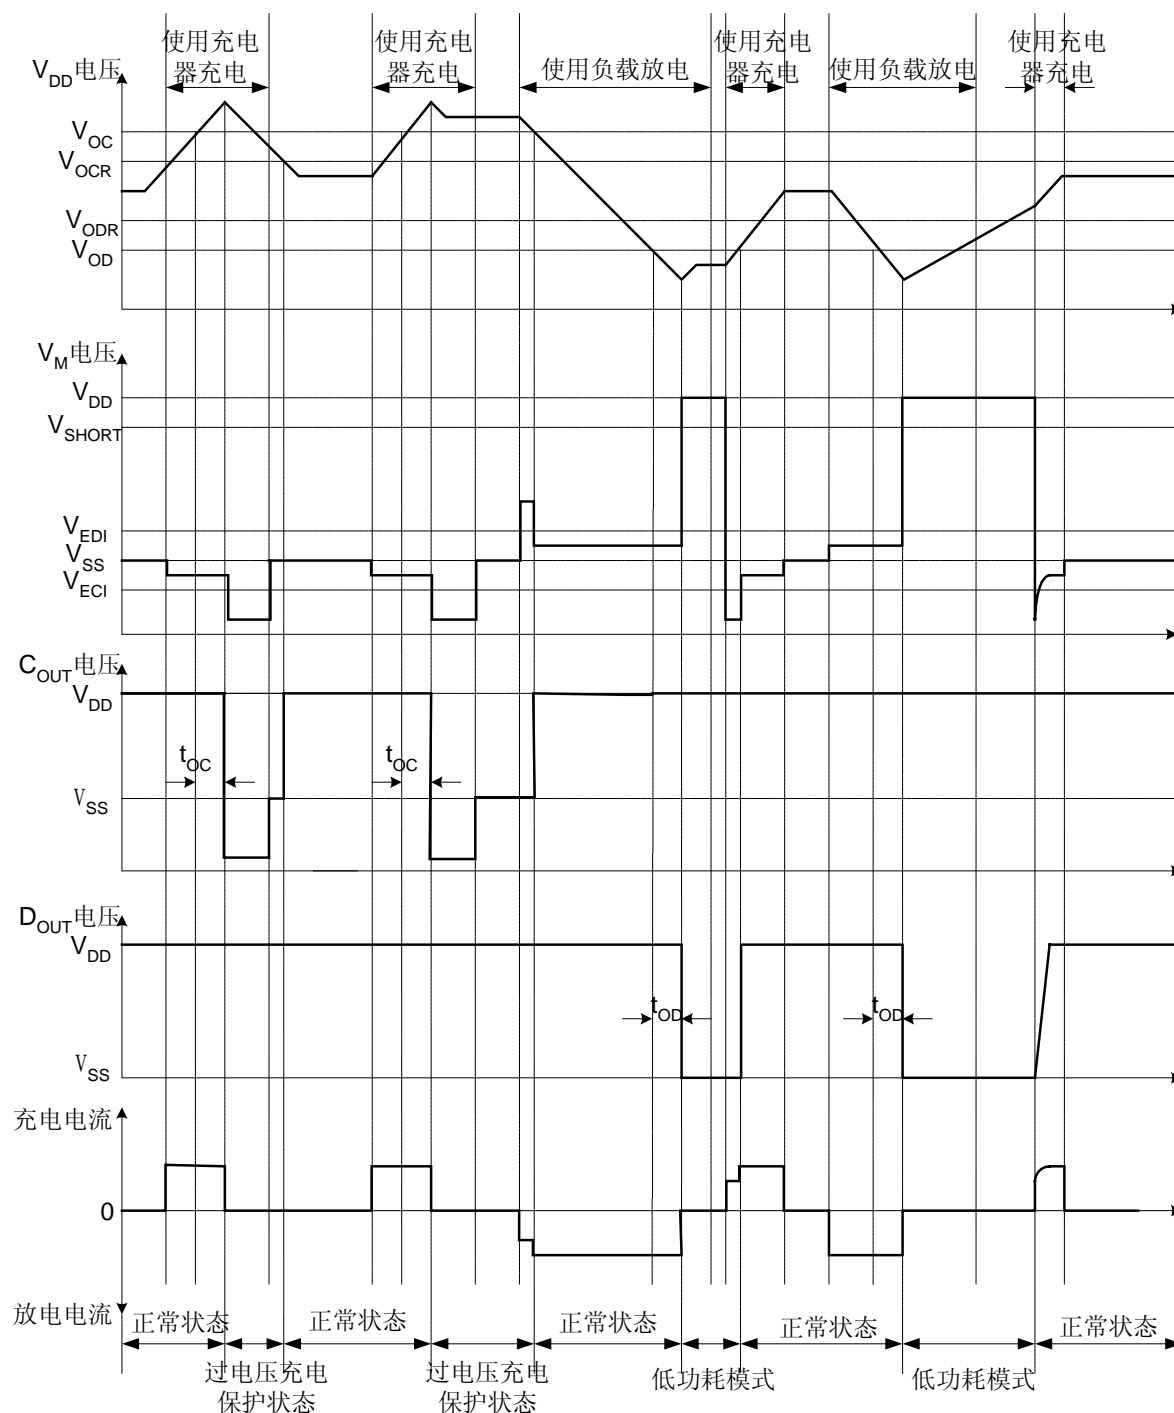 使用充电
器充电
使用充电
器充电
使用负载放电
使用充电
器充电
使用负载放电
使用充电
器充电
VDD电压
VOC
VOCR
VODR
VOD
VM电压
VDD
VSHORT
VEDI
VSS
VECI
COUT电压
VDD
tOC
tOC
VSS
DOUT电压
VDD
tOD
tOD
VSS
充电电流
0
放电电流
正常状态
正常状态
正常状态
正常状态
正常状态
过电压充电
保护状态
过电压充电
保护状态
低功耗模式
低功耗模式